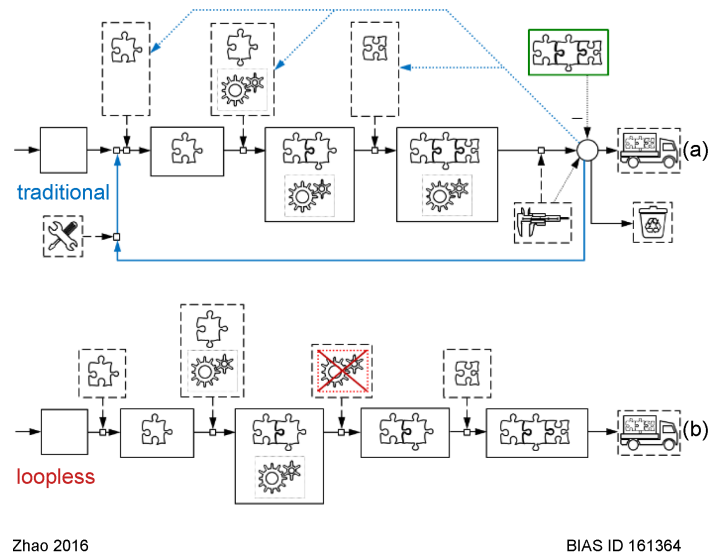 (a)
traditional
(b)
loopless
Zhao 2016
BIAS ID 161364